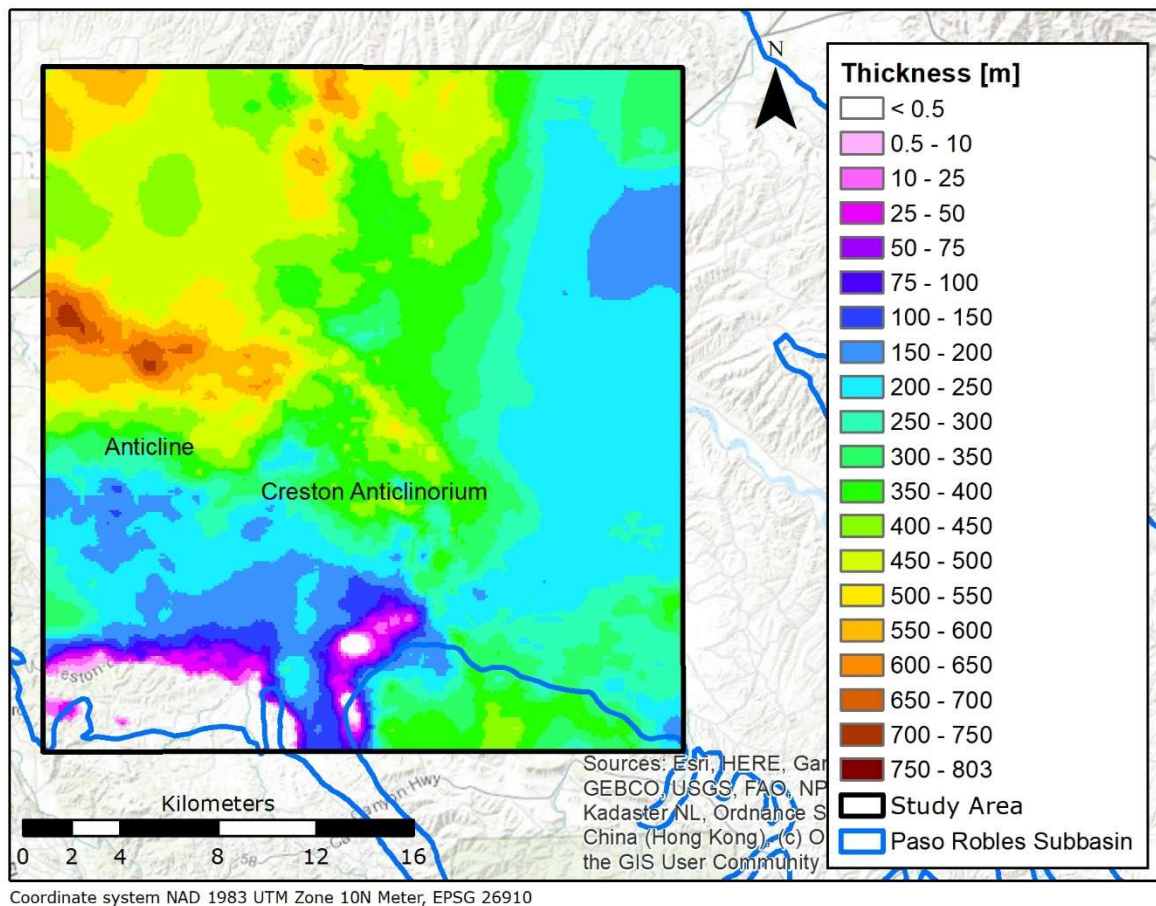 N
Thickness [m]
< 0.5
0.5 - 10
10 - 25
25 - 50
50 - 75
75 - 100
100 - 150
150 - 200
200 - 250
250 - 300
300 - 350
350 - 400
400 - 450
450 - 500
500 - 550
550 - 600
600 - 650
650 - 700
700 - 750
750 - 803
Study Area
Paso Robles Subbasin
Anticline
Creston Anticlinorium
Sources: Esri, HERE, Gar
GEBCO, USGS, FAO, NP
Kadaster NL, Ordnance S
China (Hong Kong), (c) O
the GIS User Community
Kilometers
0 2 4 8 12 16
58
Hwy
Coordinate system NAD 1983 UTM Zone 10N Meter, EPSG 26910